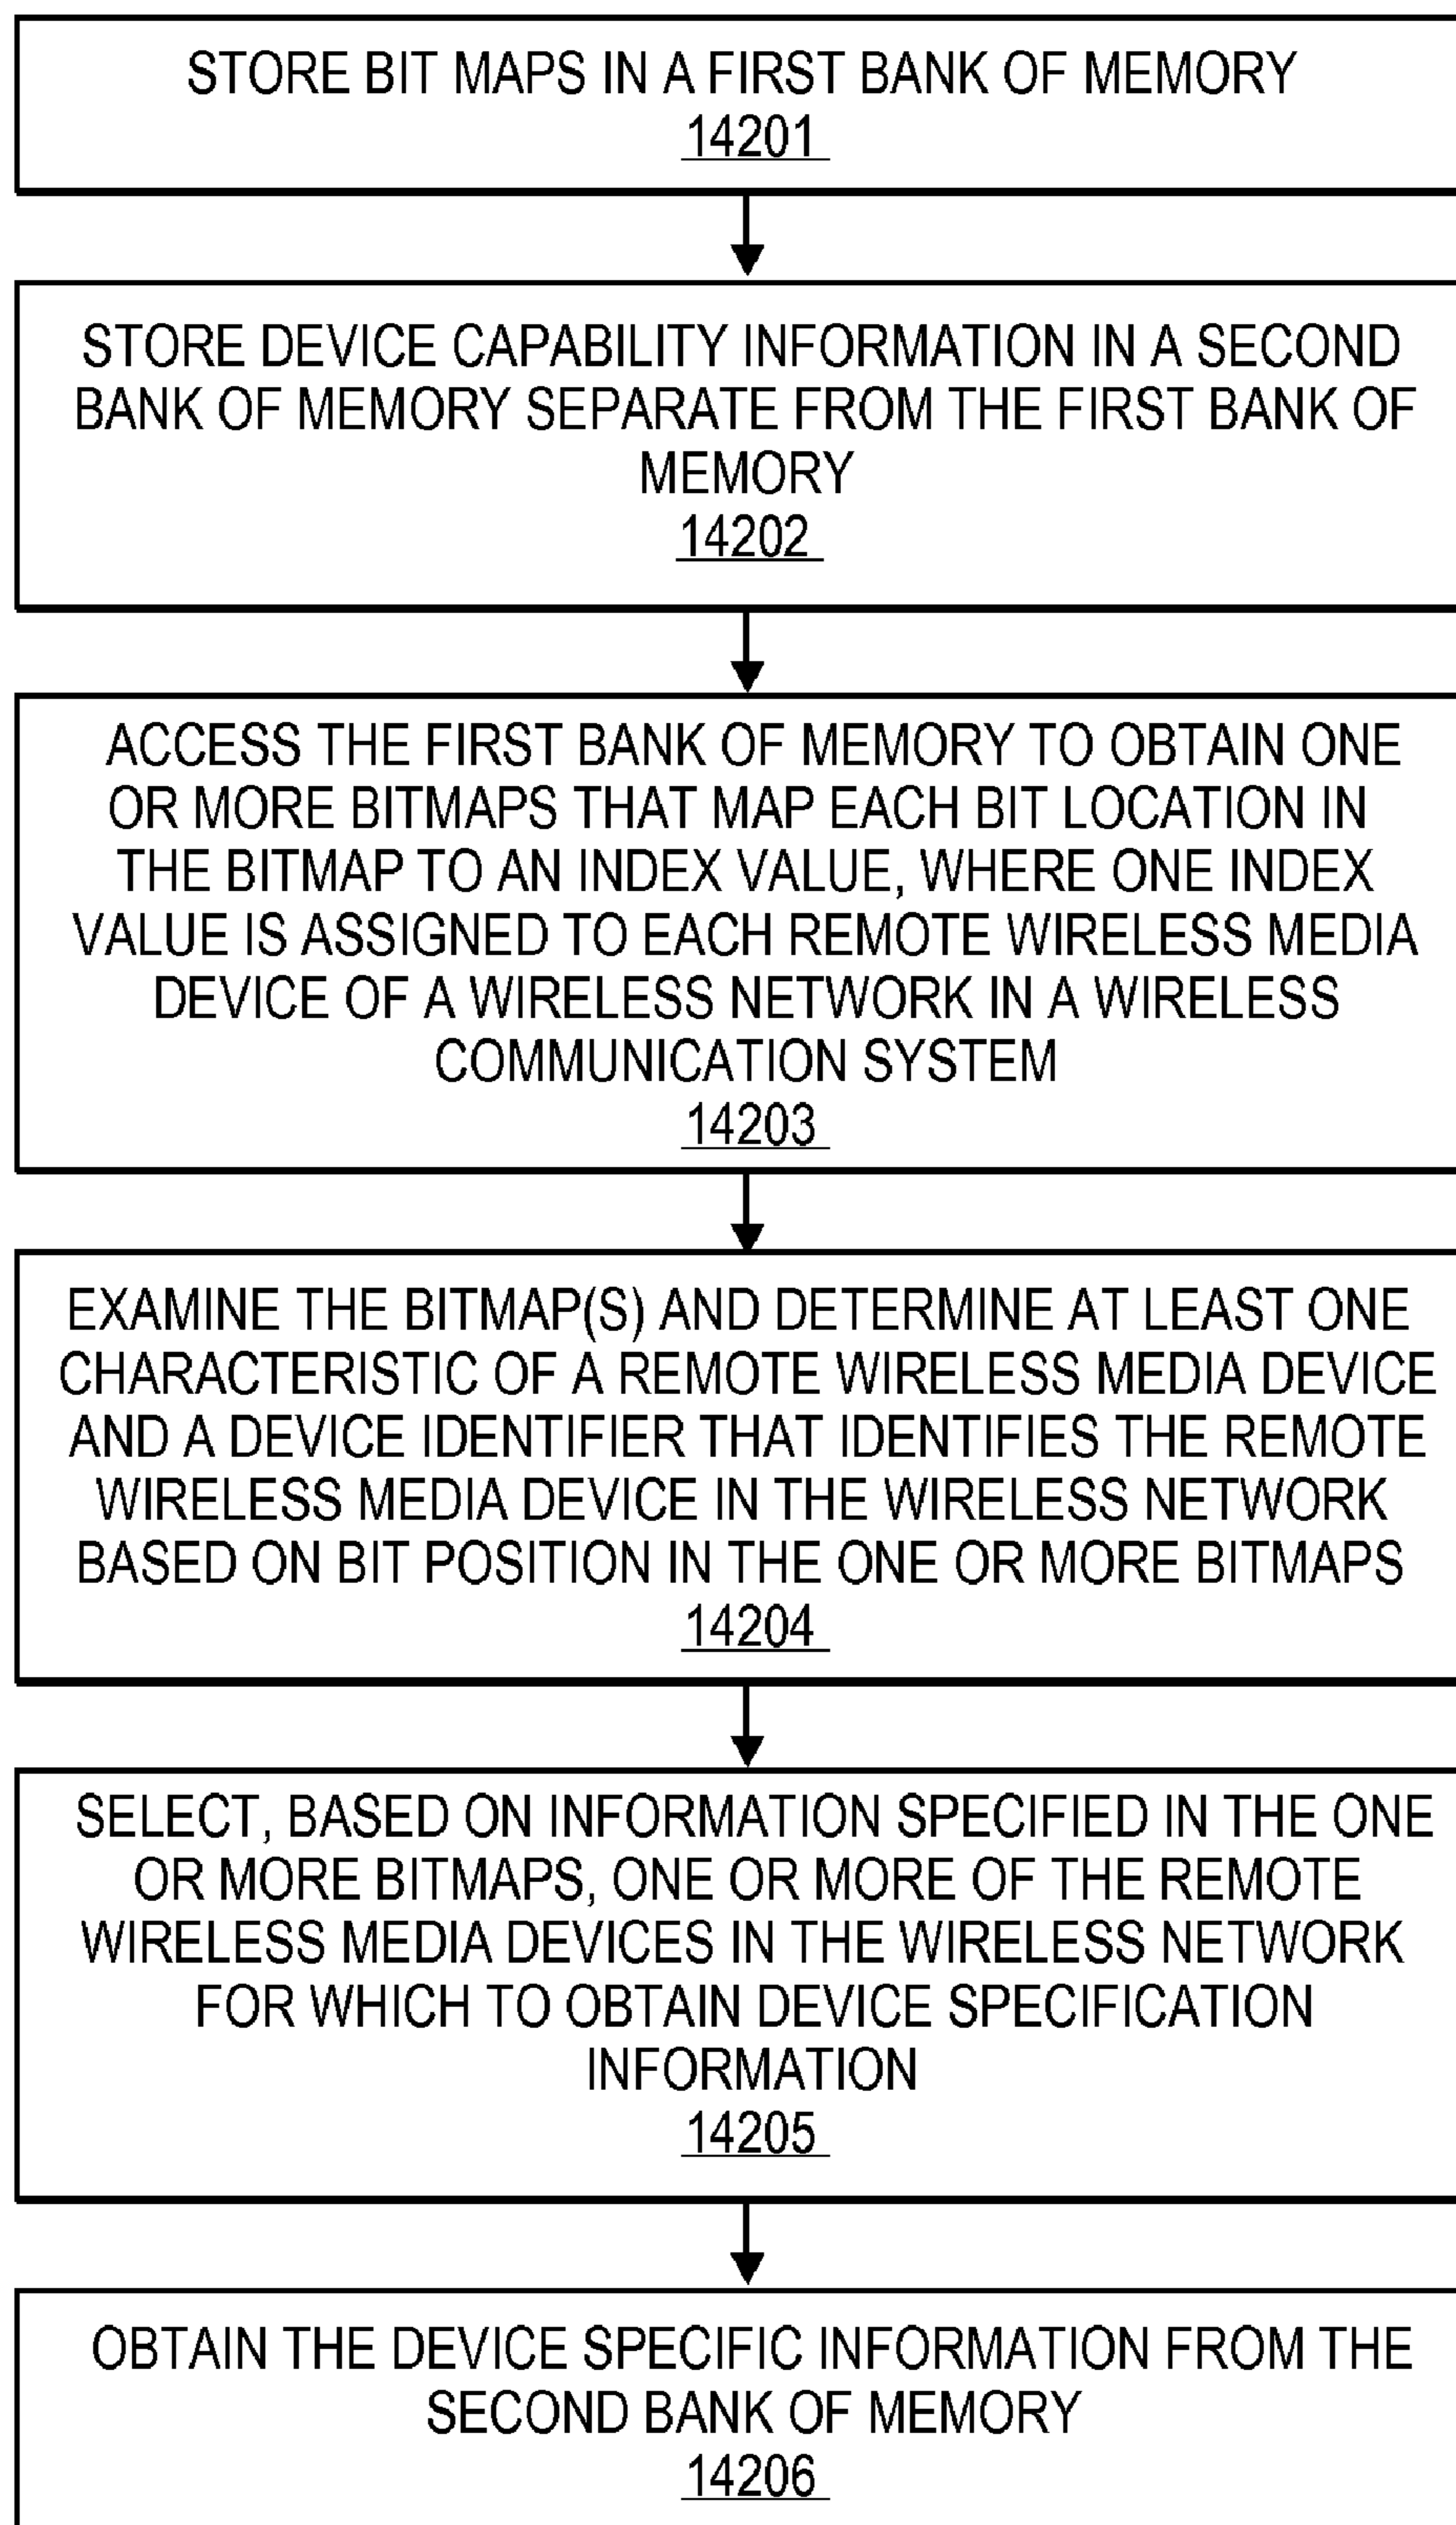 STORE BIT MAPS IN A FIRST BANK OF MEMORY
14201
STORE DEVICE CAPABILITY INFORMATION IN A SECOND
BANK OF MEMORY SEPARATE FROM THE FIRST BANK OF
MEMORY
14202
ACCESS THE FIRST BANK OF MEMORY TO OBTAIN ONE
OR MORE BITMAPS THAT MAP EACH BIT LOCATION IN
THE BITMAP TO AN INDEX VALUE, WHERE ONE INDEX
VALUE IS ASSIGNED TO EACH REMOTE WIRELESS MEDIA
DEVICE OF A WIRELESS NETWORK IN A WIRELESS
COMMUNICATION SYSTEM
14203
EXAMINE THE BITMAP(S) AND DETERMINE AT LEAST ONE
CHARACTERISTIC OF A REMOTE WIRELESS MEDIA DEVICE
AND A DEVICE IDENTIFIER THAT IDENTIFIES THE REMOTE
WIRELESS MEDIA DEVICE IN THE WIRELESS NETWORK
BASED ON BIT POSITION IN THE ONE OR MORE BITMAPS
14204
SELECT, BASED ON INFORMATION SPECIFIED IN THE ONE
OR MORE BITMAPS, ONE OR MORE OF THE REMOTE
WIRELESS MEDIA DEVICES IN THE WIRELESS NETWORK
FOR WHICH TO OBTAIN DEVICE SPECIFICATION
INFORMATION
14205
OBTAIN THE DEVICE SPECIFIC INFORMATION FROM THE
SECOND BANK OF MEMORY
14206